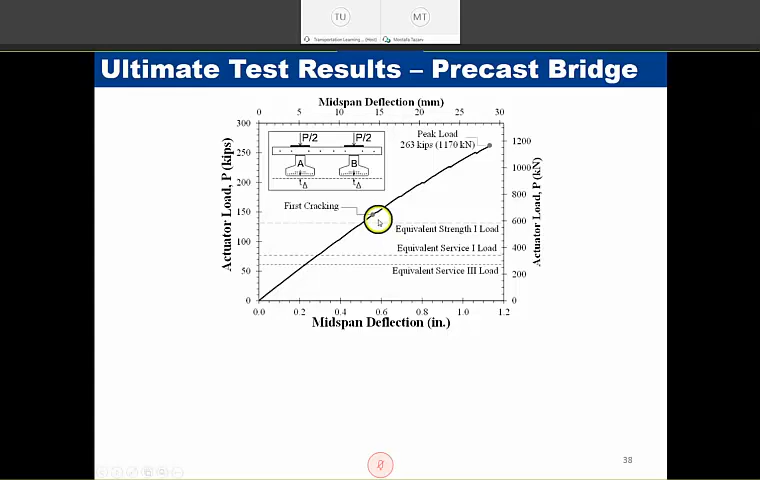 TU
MT
Transportation Learning ... (Host)
Mostafa Tazarv
Ultimate Test Results – Precast Bridge
Midspan Deflection (mm)
0 5 10 15 20 25 30
300
250
200
150
100
50
0
Actuator Load, P (kips)
P/2 P/2
A B
Δ Δ
Peak Load
263 kips (1170 kN)
First Cracking
Equivalent Strength I Load
Equivalent Service I Load
Equivalent Service III Load
1200
1000
800
600
400
200
0
Actuator Load, P (kN)
0.0 0.2 0.4 0.6 0.8 1.0 1.2
Midspan Deflection (in.)
38